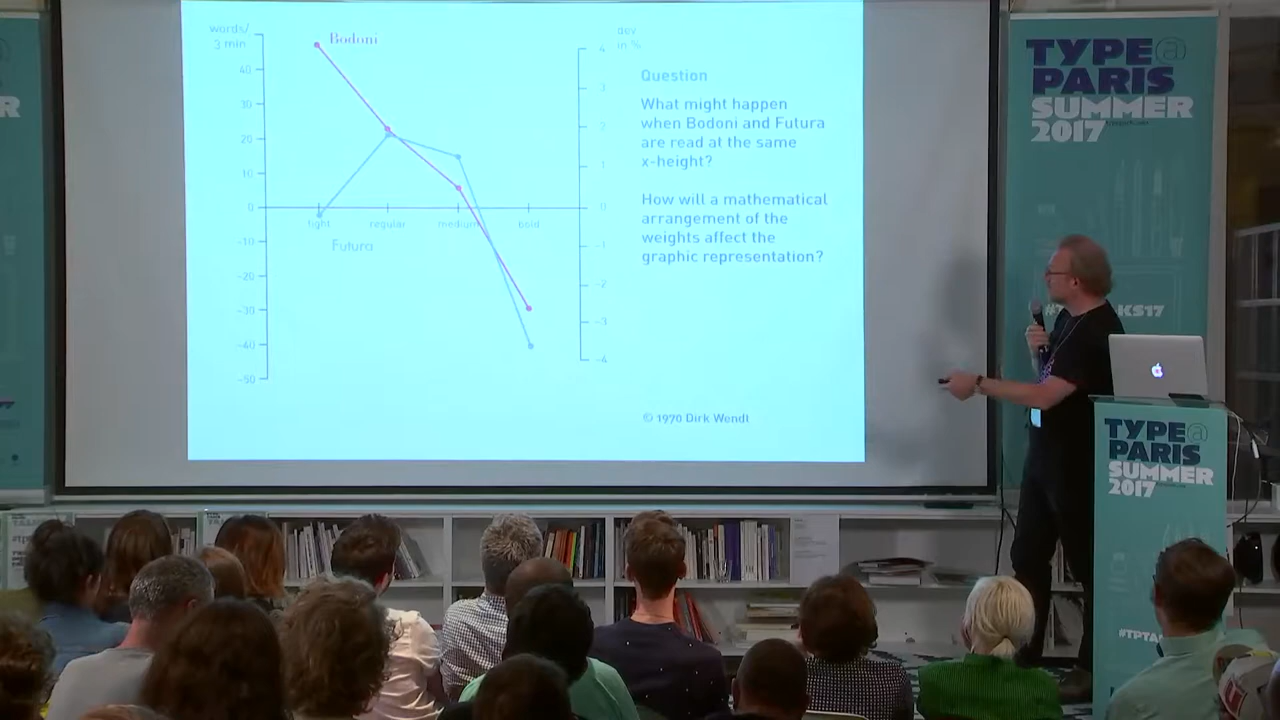 words/
3 min
40
30
20
10
0
-10
-20
-30
-40
-50
Bodoni
light
regular
medium
bold
Futura
dev
in %
4
3
2
1
0
-1
-2
-3
-4
Question
What might happen
when Bodoni and Futura
are read at the same
x-height?
How will a mathematical
arrangement of the
weights affect the
graphic representation?
© 1970 Dirk Wendt
TYPE@
PARIS
SUMMER
2017
KS17
TYPE@
PARIS
SUMMER
2017
#TPTA
R